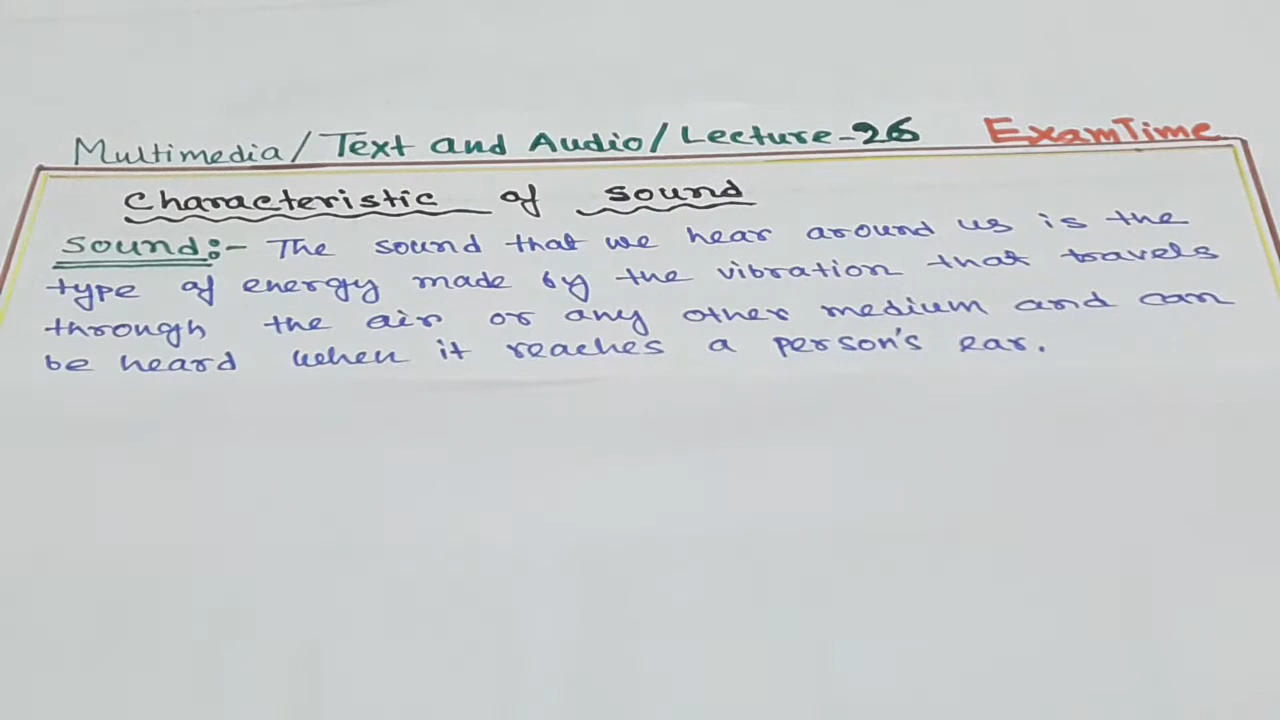 Multimedia/Text and Audio/Lecture-26 ExamTime
Characteristic of sound
Sound:- The sound that we hear around us is the
type of energy made by the vibration that travels
through the air or any other medium and can
be heard when it reaches a person's ear.